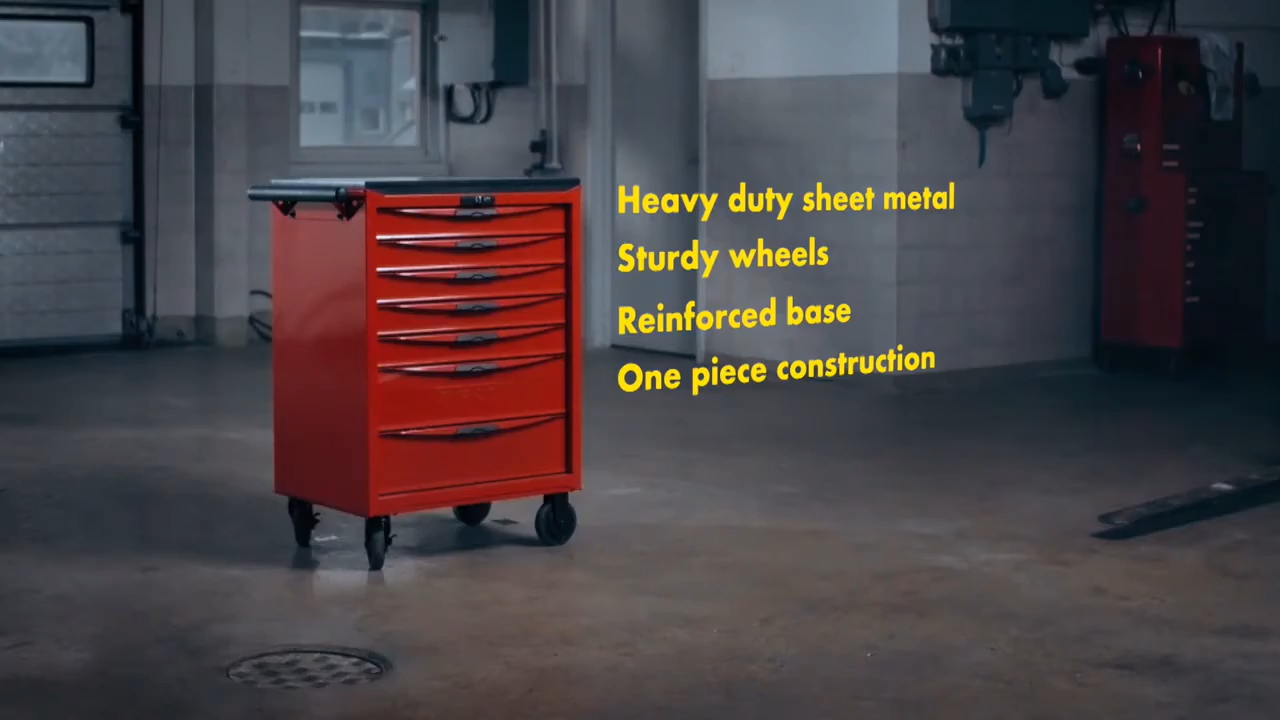 Heavy duty sheet metal
Sturdy wheels
Reinforced base
One piece construction